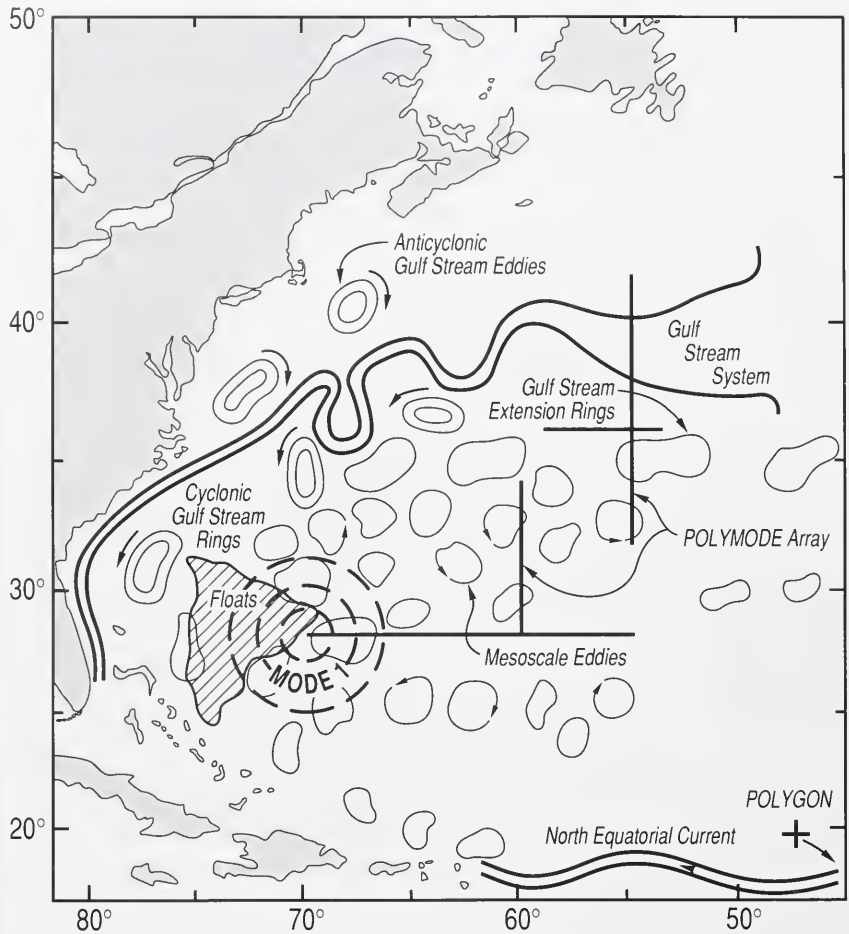 50°
Anticyclonic
Gulf Stream Eddies
40°
Gulf
Stream
System
Gulf Stream
Extension Rings
Cyclonic
Gulf Stream
Rings
POLYMODE Array
30°
Floats
Mesoscale Eddies
MODE 1
POLYGON
20°
North Equatorial Current
80°
70°
60°
50°